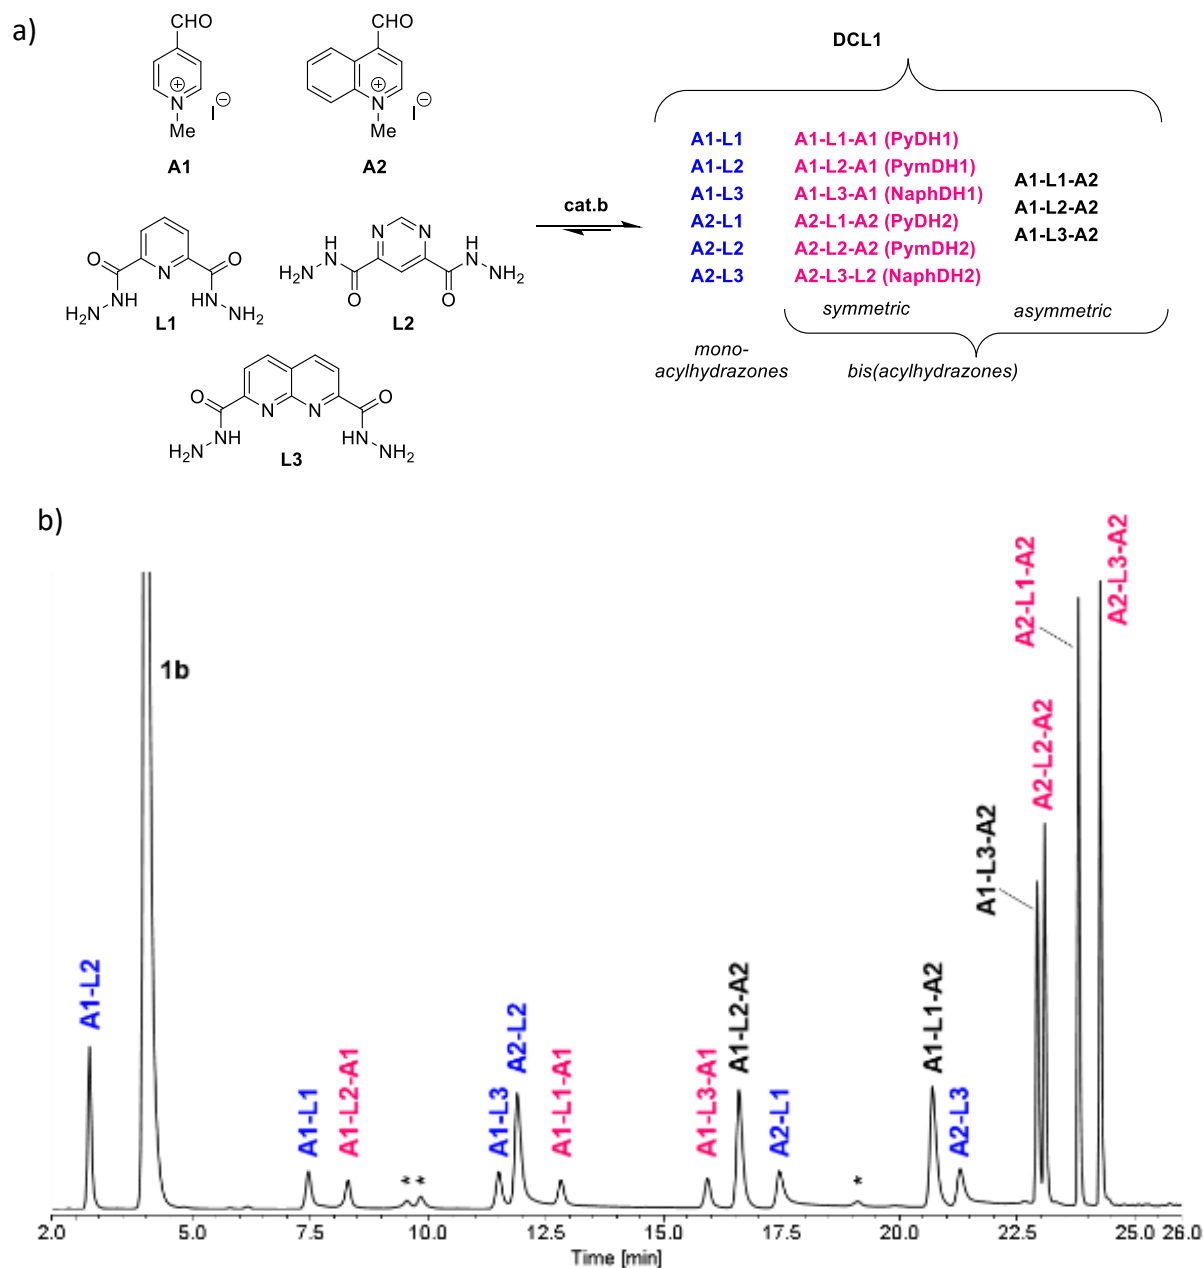 a)
CHO
N
+
Me
I⊖
A1
CHO
N
+
Me
I⊖
A2
O
O
N
NH
HN
H2N
NH2
L1
N
N
H
N
H2N
O
O
H
N
NH2
L2
O
O
N
N
NH
HN
H2N
NH2
L3
cat.b
DCL1
A1-L1 A1-L1-A1 (PyDH1)
A1-L2 A1-L2-A1 (PymDH1)
A1-L3 A1-L3-A1 (NaphDH1)
A2-L1 A2-L1-A2 (PyDH2)
A2-L2 A2-L2-A2 (PymDH2)
A2-L3 A2-L3-L2 (NaphDH2)
A1-L1-A2
A1-L2-A2
A1-L3-A2
symmetric
asymmetric
mono-
acylhydrazones
bis(acylhydrazones)
b)
A1-L2
1b
A1-L1
A1-L2-A1
*
*
A1-L3
A2-L2
A1-L1-A1
A1-L3-A1
A1-L2-A2
A2-L1
*
A1-L1-A2
A2-L3
A1-L3-A2
A2-L2-A2
A2-L1-A2
A2-L3-A2
2.0 7.5 10.0 12.5 15.0 17.5 20.0 22.5 25.0 26.0
Time [min]